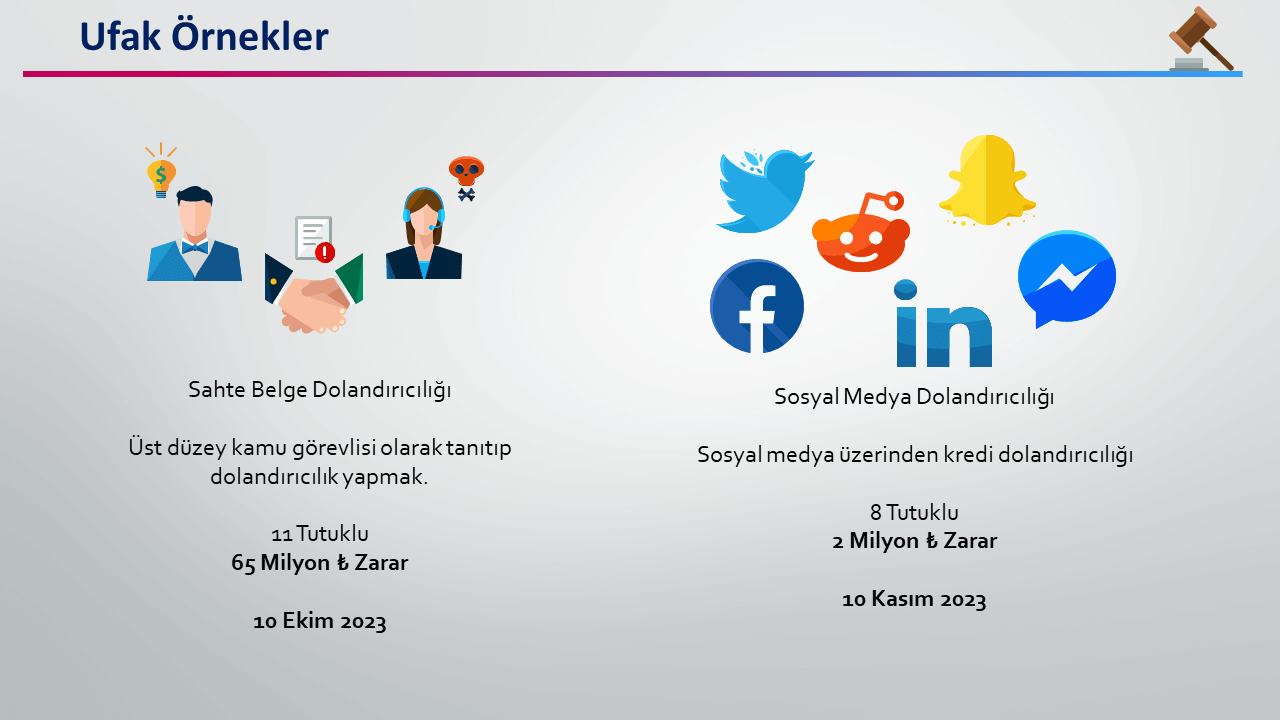 Ufak Örnekler
Sahte Belge Dolandırıcılığı
Üst düzey kamu görevlisi olarak tanıtıp
dolandırıcılık yapmak.
11 Tutuklu
65 Milyon ₺ Zarar
10 Ekim 2023
Sosyal Medya Dolandırıcılığı
Sosyal medya üzerinden kredi dolandırıcılığı
8 Tutuklu
2 Milyon ₺ Zarar
10 Kasım 2023